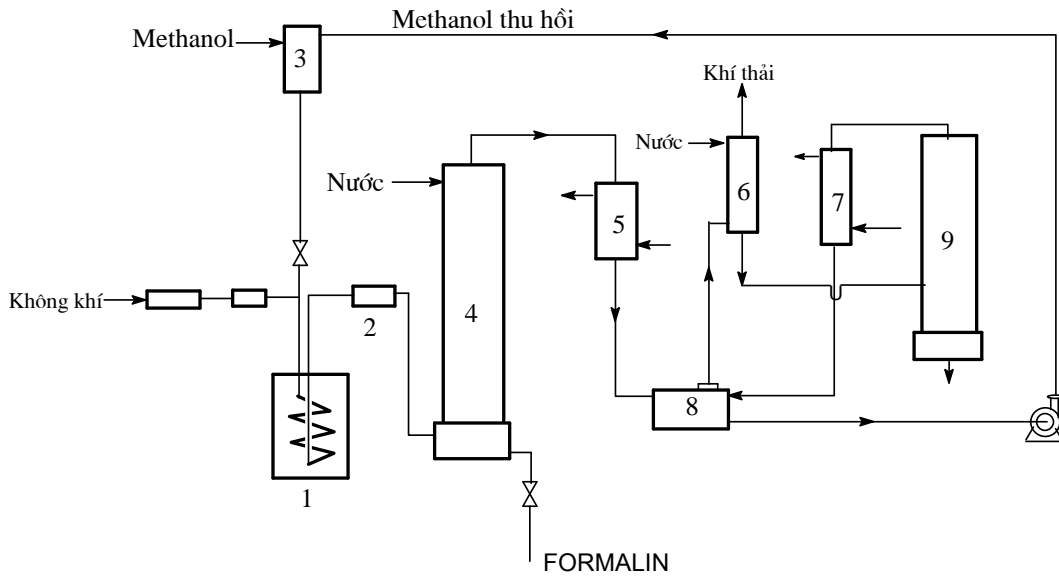 Methanol thu hồi
Methanol
3
Khí thải
Nước
6
7
9
Nước
5
Không khí
2
4
8
1
FORMALIN